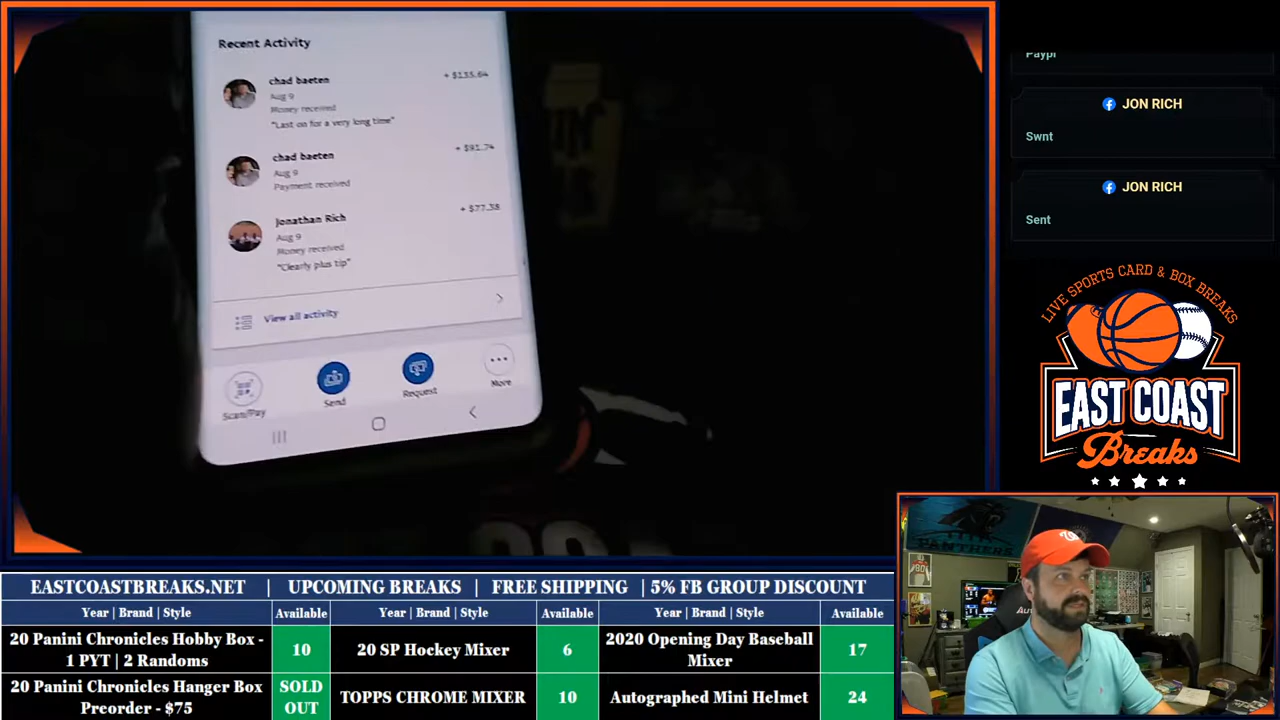 Recent Activity
chad baeten
+ $135.64
Aug 9
Money received
"Last on for a very long time"
chad baeten
+ $91.74
Aug 9
Payment received
Jonathan Rich
+ $77.38
Aug 9
Money received
"Clearly plus tip"
View all activity
Scan/Pay
Send
Request
More
Paypl
JON RICH
Swnt
JON RICH
Sent
LIVE SPORTS CARD & BOX BREAKS
EAST COAST
Breaks
PANTHERS
EASTCOASTBREAKS.NET | UPCOMING BREAKS | FREE SHIPPING | 5% FB GROUP DISCOUNT
Year | Brand | Style Available Year | Brand | Style Available Year | Brand | Style Available
20 Panini Chronicles Hobby Box -
1 PYT | 2 Randoms
10
20 SP Hockey Mixer
6
2020 Opening Day Baseball
Mixer
17
20 Panini Chronicles Hanger Box
Preorder - $75
SOLD
OUT
TOPPS CHROME MIXER
10
Autographed Mini Helmet
24